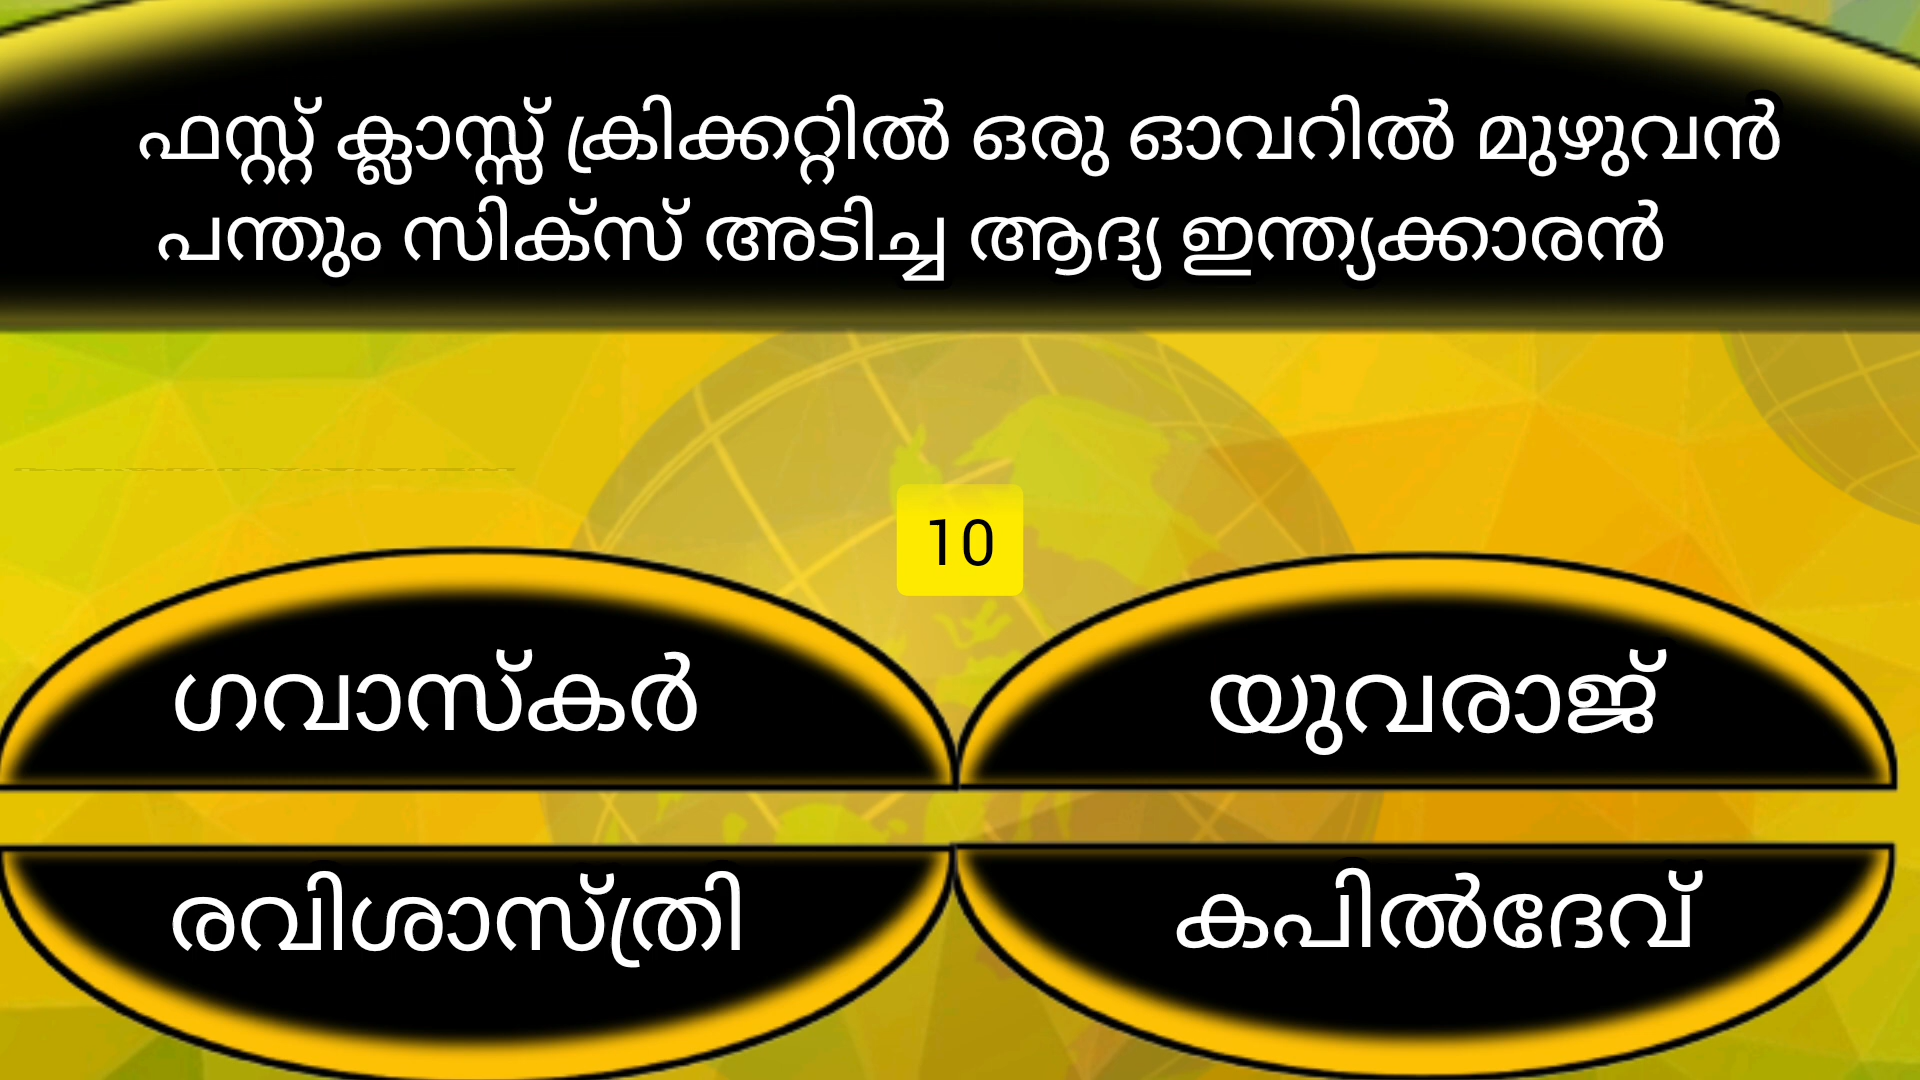 ഫസ്റ്റ് ക്ലാസ്സ് ക്രിക്കറ്റിൽ ഒരു ഓവറിൽ മുഴുവൻ
പന്തും സിക്സ് അടിച്ച ആദ്യ ഇന്ത്യക്കാരൻ
10
ഗവാസ്കർ
യുവരാജ്
രവിശാസ്ത്രി
കപിൽദേവ്